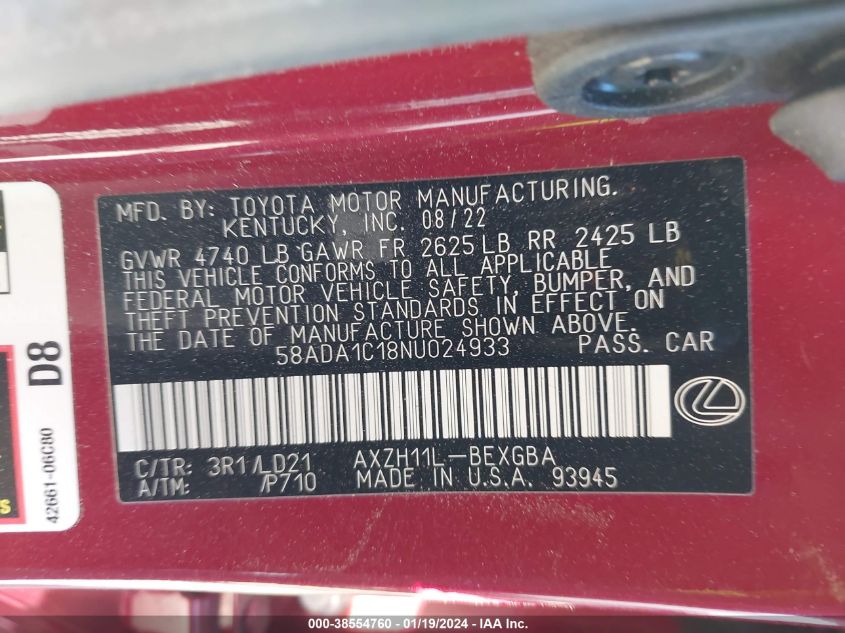 MFD. BY: TOYOTA MOTOR MANUFACTURING.
KENTUCKY, INC. 08/22
GVWR 4740 LB GAWR FR 2625 LB RR 2425 LB
THIS VEHICLE CONFORMS TO ALL APPLICABLE
FEDERAL MOTOR VEHICLE SAFETY, BUMPER, AND
THEFT PREVENTION STANDARDS IN EFFECT ON
THE DATE OF MANUFACTURE SHOWN ABOVE.
58ADA1C18NU024933 PASS. CAR
C/TR: 3R1/LD21 AXZH11L-BEXGBA
A/TM: /P710 MADE IN U.S.A. 93945
D8
42661-06C80
000-38554760 - 01/19/2024 - IAA Inc.